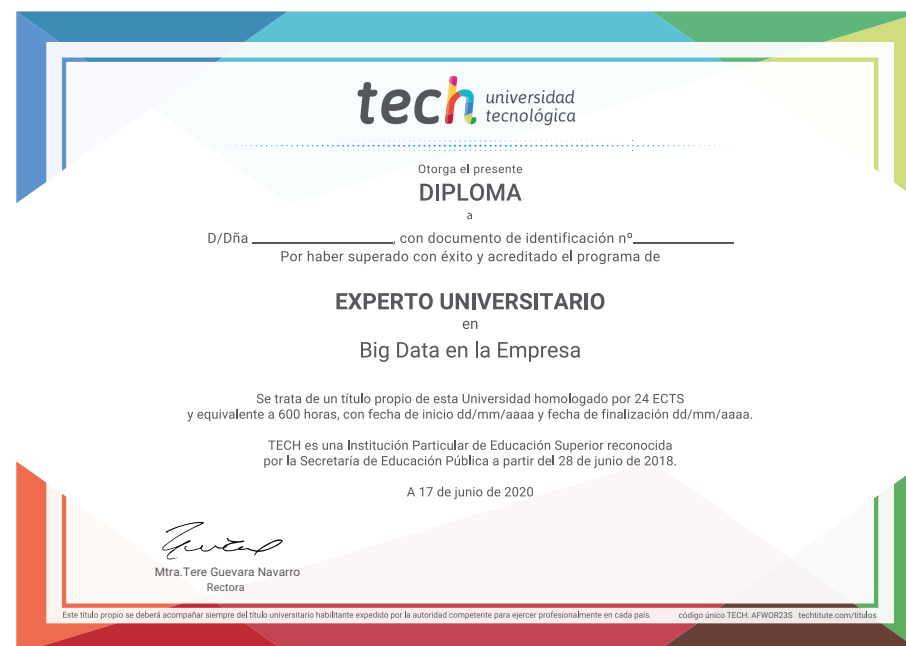 tech universidad
tecnológica
Otorga el presente
DIPLOMA
a
D/Dña ____________________, con documento de identificación nº______________
Por haber superado con éxito y acreditado el programa de
EXPERTO UNIVERSITARIO
en
Big Data en la Empresa
Se trata de un título propio de esta Universidad homologado por 24 ECTS
y equivalente a 600 horas, con fecha de inicio dd/mm/aaaa y fecha de finalización dd/mm/aaaa.
TECH es una Institución Particular de Educación Superior reconocida
por la Secretaría de Educación Pública a partir del 28 de junio de 2018.
A 17 de junio de 2020
Mtra.Tere Guevara Navarro
Rectora
Este título propio se deberá acompañar siempre del título universitario habilitante expedido por la autoridad competente para ejercer profesionalmente en cada país. código único TECH: AFWOR23S techtitute.com/titulos